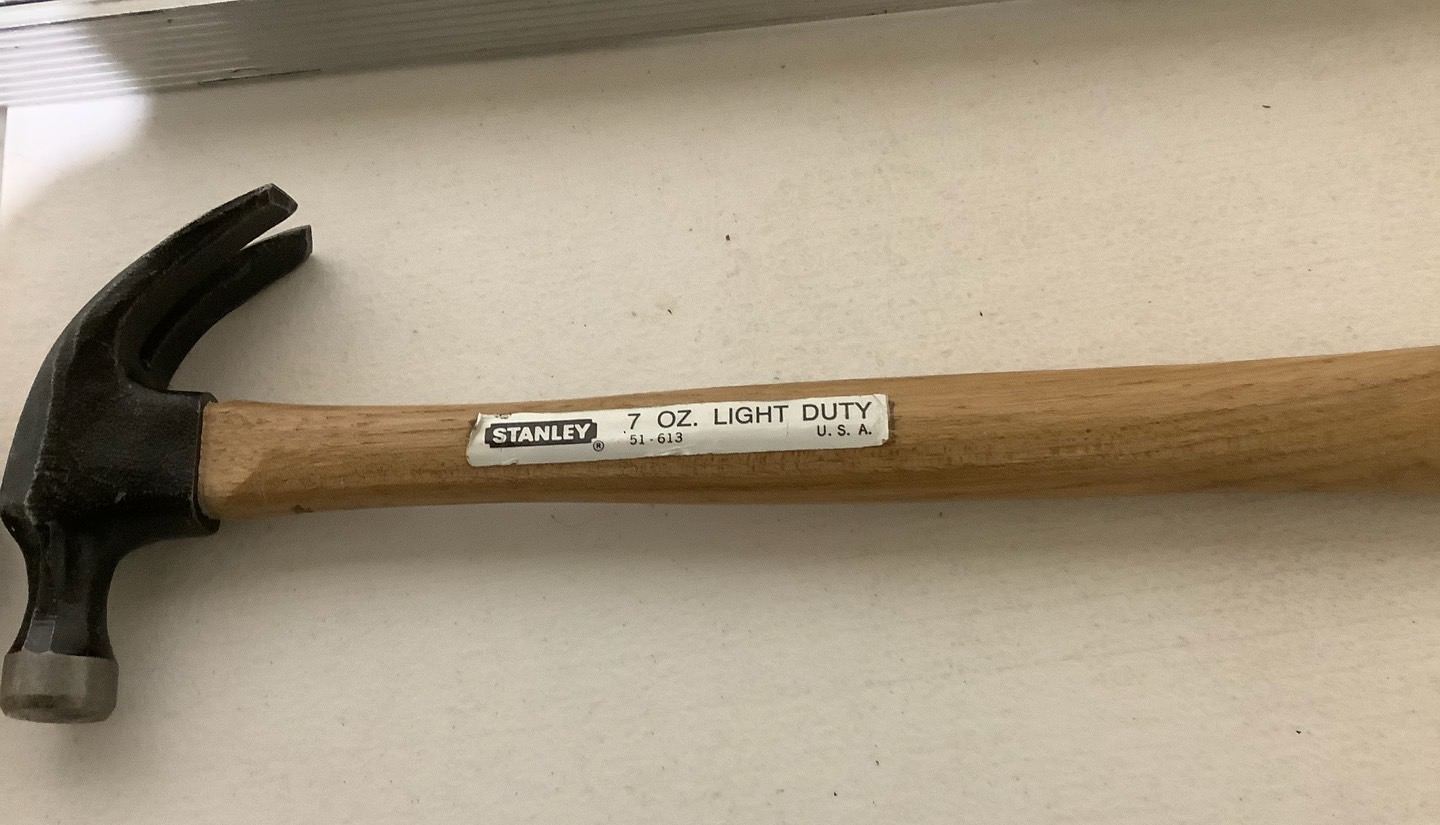 STANLEY®
7 OZ. LIGHT DUTY
51-613 U. S. A.